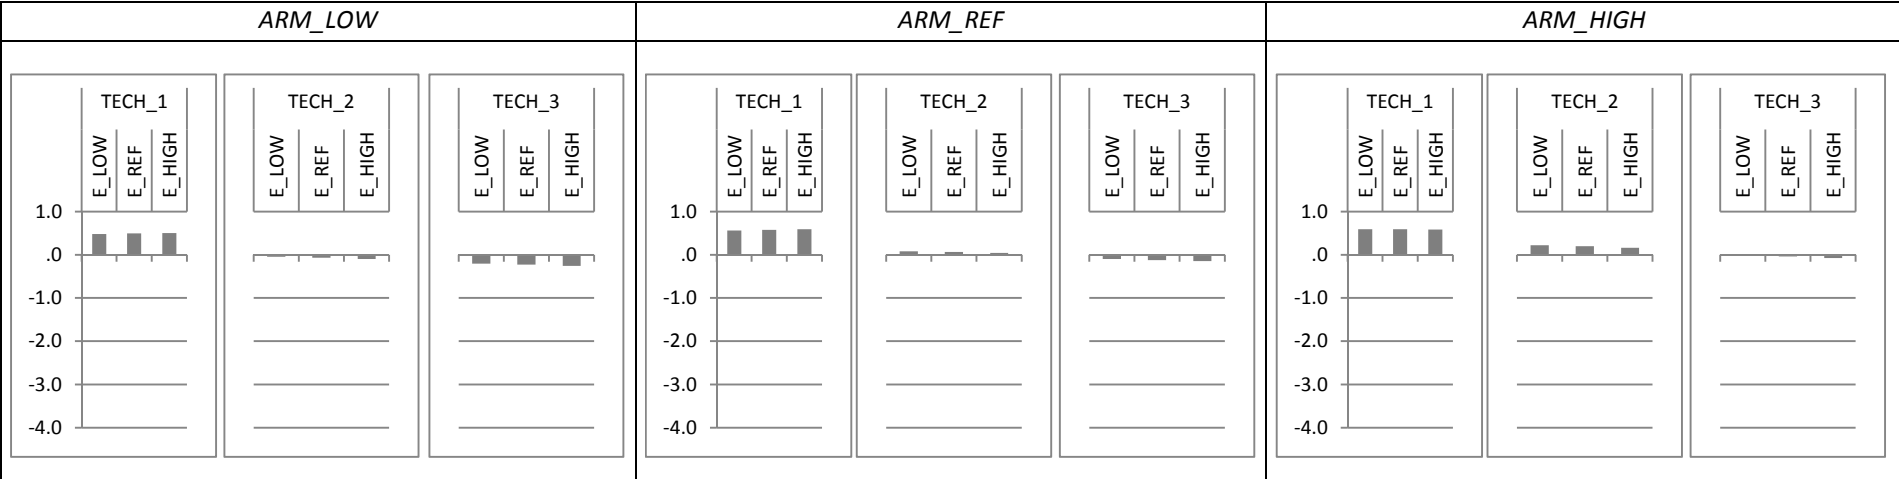 ARM_LOW ARM_REF ARM_HIGH
TECH_1 TECH_2 TECH_3 TECH_1 TECH_2 TECH_3 TECH_1 TECH_2 TECH_3
E_LOW E_REF E_HIGH E_LOW E_REF E_HIGH E_LOW E_REF E_HIGH E_LOW E_REF E_HIGH E_LOW E_REF E_HIGH E_LOW E_REF E_HIGH E_LOW E_REF E_HIGH E_LOW E_REF E_HIGH E_LOW E_REF E_HIGH
1.0 1.0 1.0
.0 .0 .0
-1.0 -1.0 -1.0
-2.0 -2.0 -2.0
-3.0 -3.0 -3.0
-4.0 -4.0 -4.0